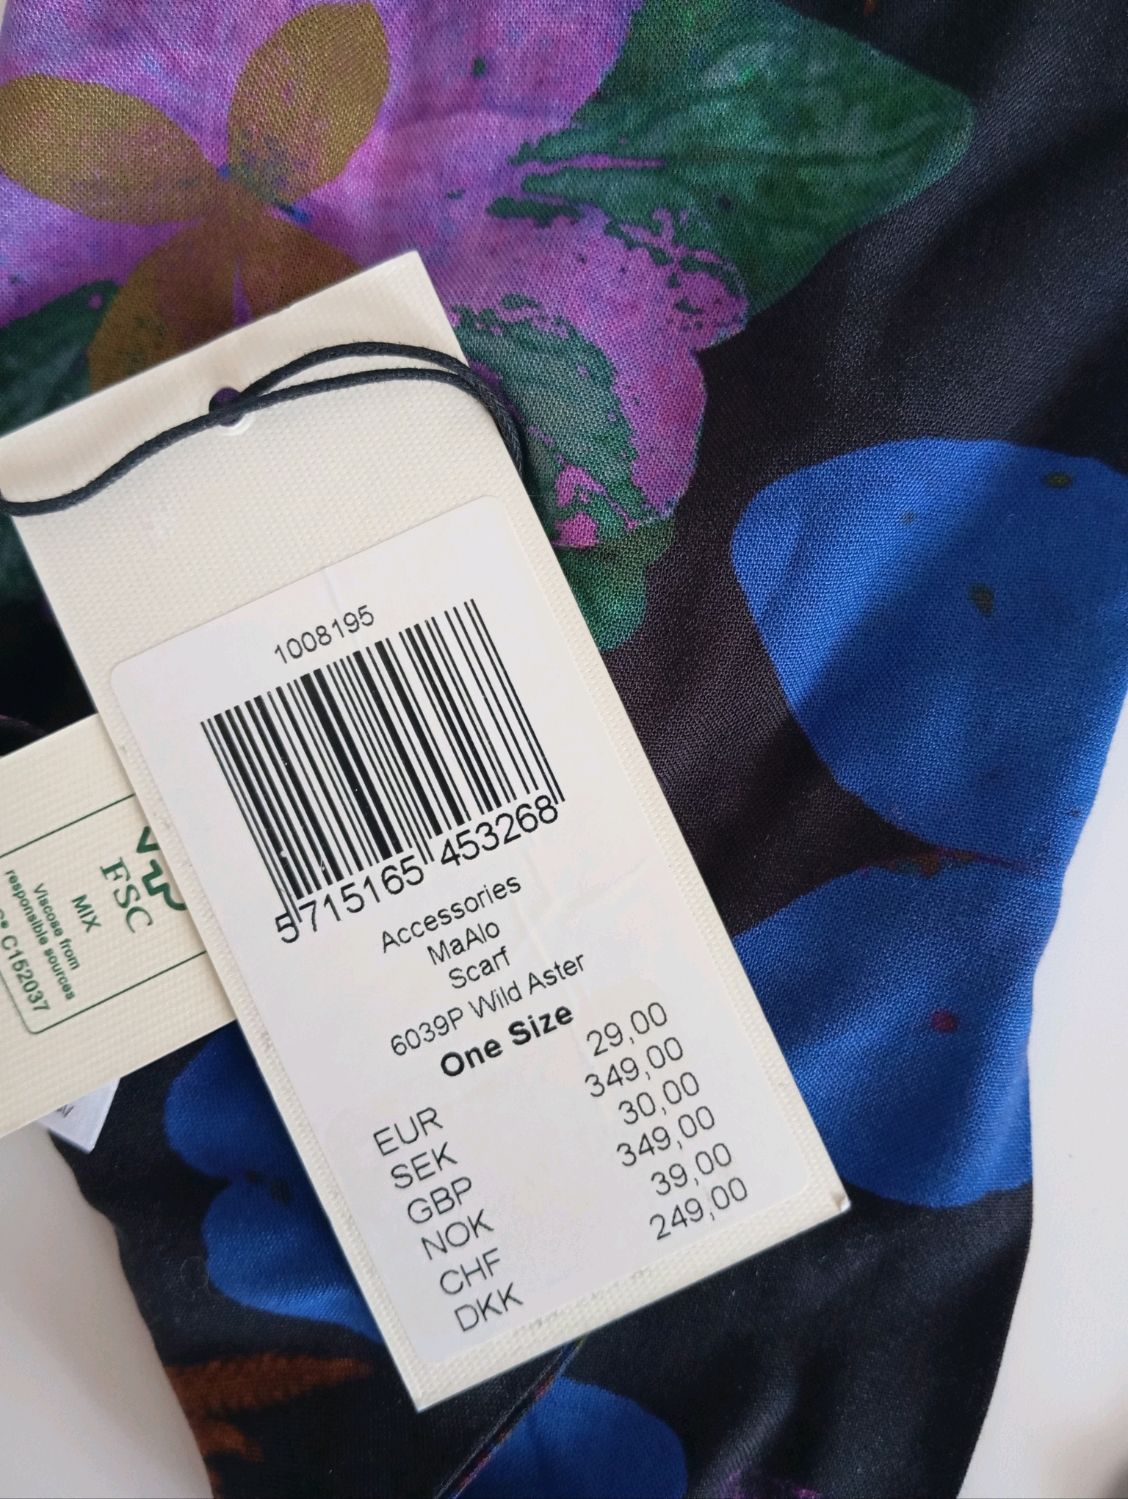 1008195
5 715165 453268
Accessories
MaAlo
Scarf
6039P Wild Aster
One Size
EUR 29,00
SEK 349,00
GBP 30,00
NOK 349,00
CHF 39,00
DKK 249,00
FSC
MIX
Viscose from
responsible sources
C152037